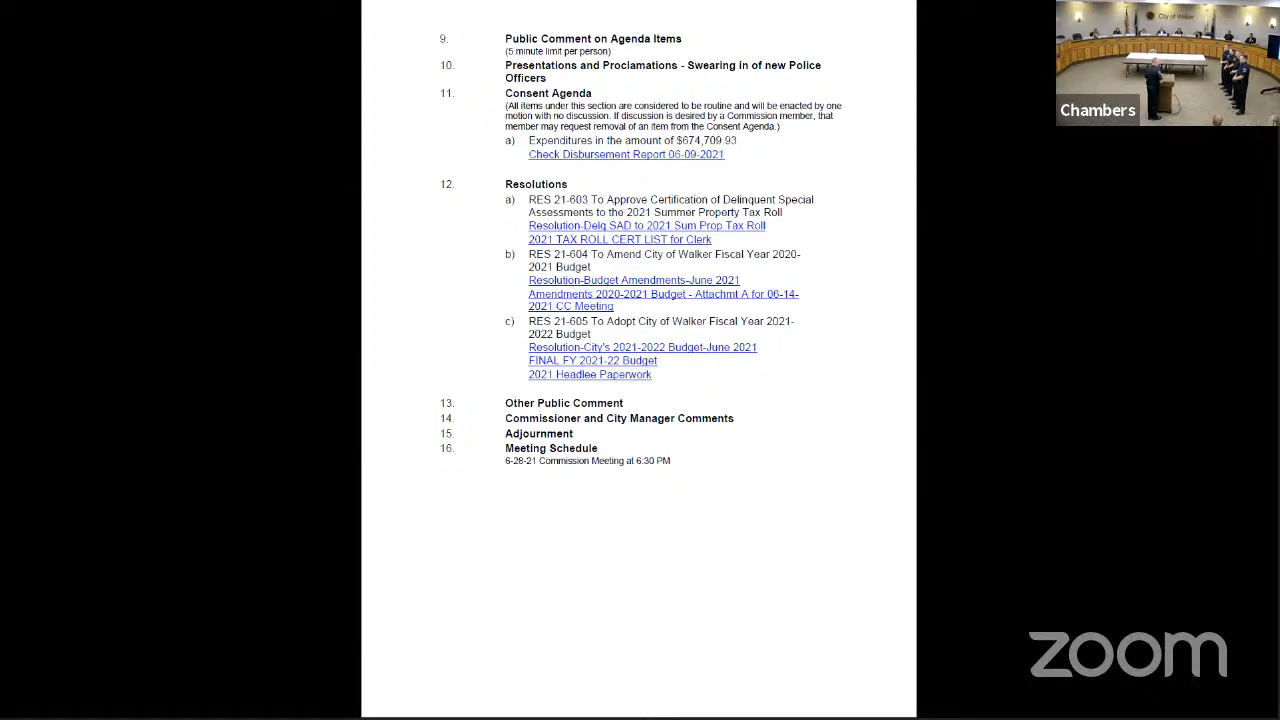 9.
Public Comment on Agenda Items
(5 minute limit per person)
10.
Presentations and Proclamations - Swearing in of new Police
Officers
11.
Consent Agenda
(All items under this section are considered to be routine and will be enacted by one
motion with no discussion. If discussion is desired by a Commission member, that
member may request removal of an item from the Consent Agenda.)
a) Expenditures in the amount of $674,709.93
Check Disbursement Report 06-09-2021
12.
Resolutions
a) RES 21-603 To Approve Certification of Delinquent Special
Assessments to the 2021 Summer Property Tax Roll
Resolution-Delq SAD to 2021 Sum Prop Tax Roll
2021 TAX ROLL CERT LIST for Clerk
b) RES 21-604 To Amend City of Walker Fiscal Year 2020-
2021 Budget
Resolution-Budget Amendments-June 2021
Amendments 2020-2021 Budget - Attachmt A for 06-14-
2021 CC Meeting
c) RES 21-605 To Adopt City of Walker Fiscal Year 2021-
2022 Budget
Resolution-City's 2021-2022 Budget-June 2021
FINAL FY 2021-22 Budget
2021 Headlee Paperwork
13.
Other Public Comment
14.
Commissioner and City Manager Comments
15.
Adjournment
16.
Meeting Schedule
6-28-21 Commission Meeting at 6:30 PM
City of Walker
Chambers
zoom